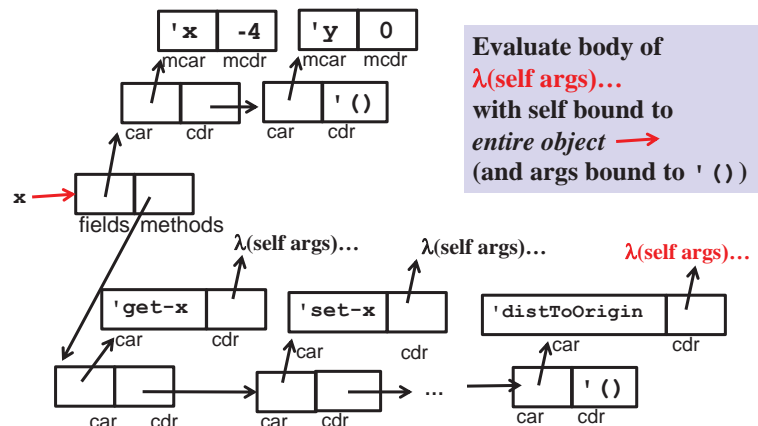 'x -4 'y 0
mcar mcdr mcar mcdr
'()
car cdr car cdr
x
fields methods
Evaluate body of
λ(self args)…
with self bound to
entire object
(and args bound to '())
λ(self args)… λ(self args)… λ(self args)…
'get-x 'set-x 'distToOrigin
car cdr car cdr car cdr
... '()
car cdr car cdr car cdr